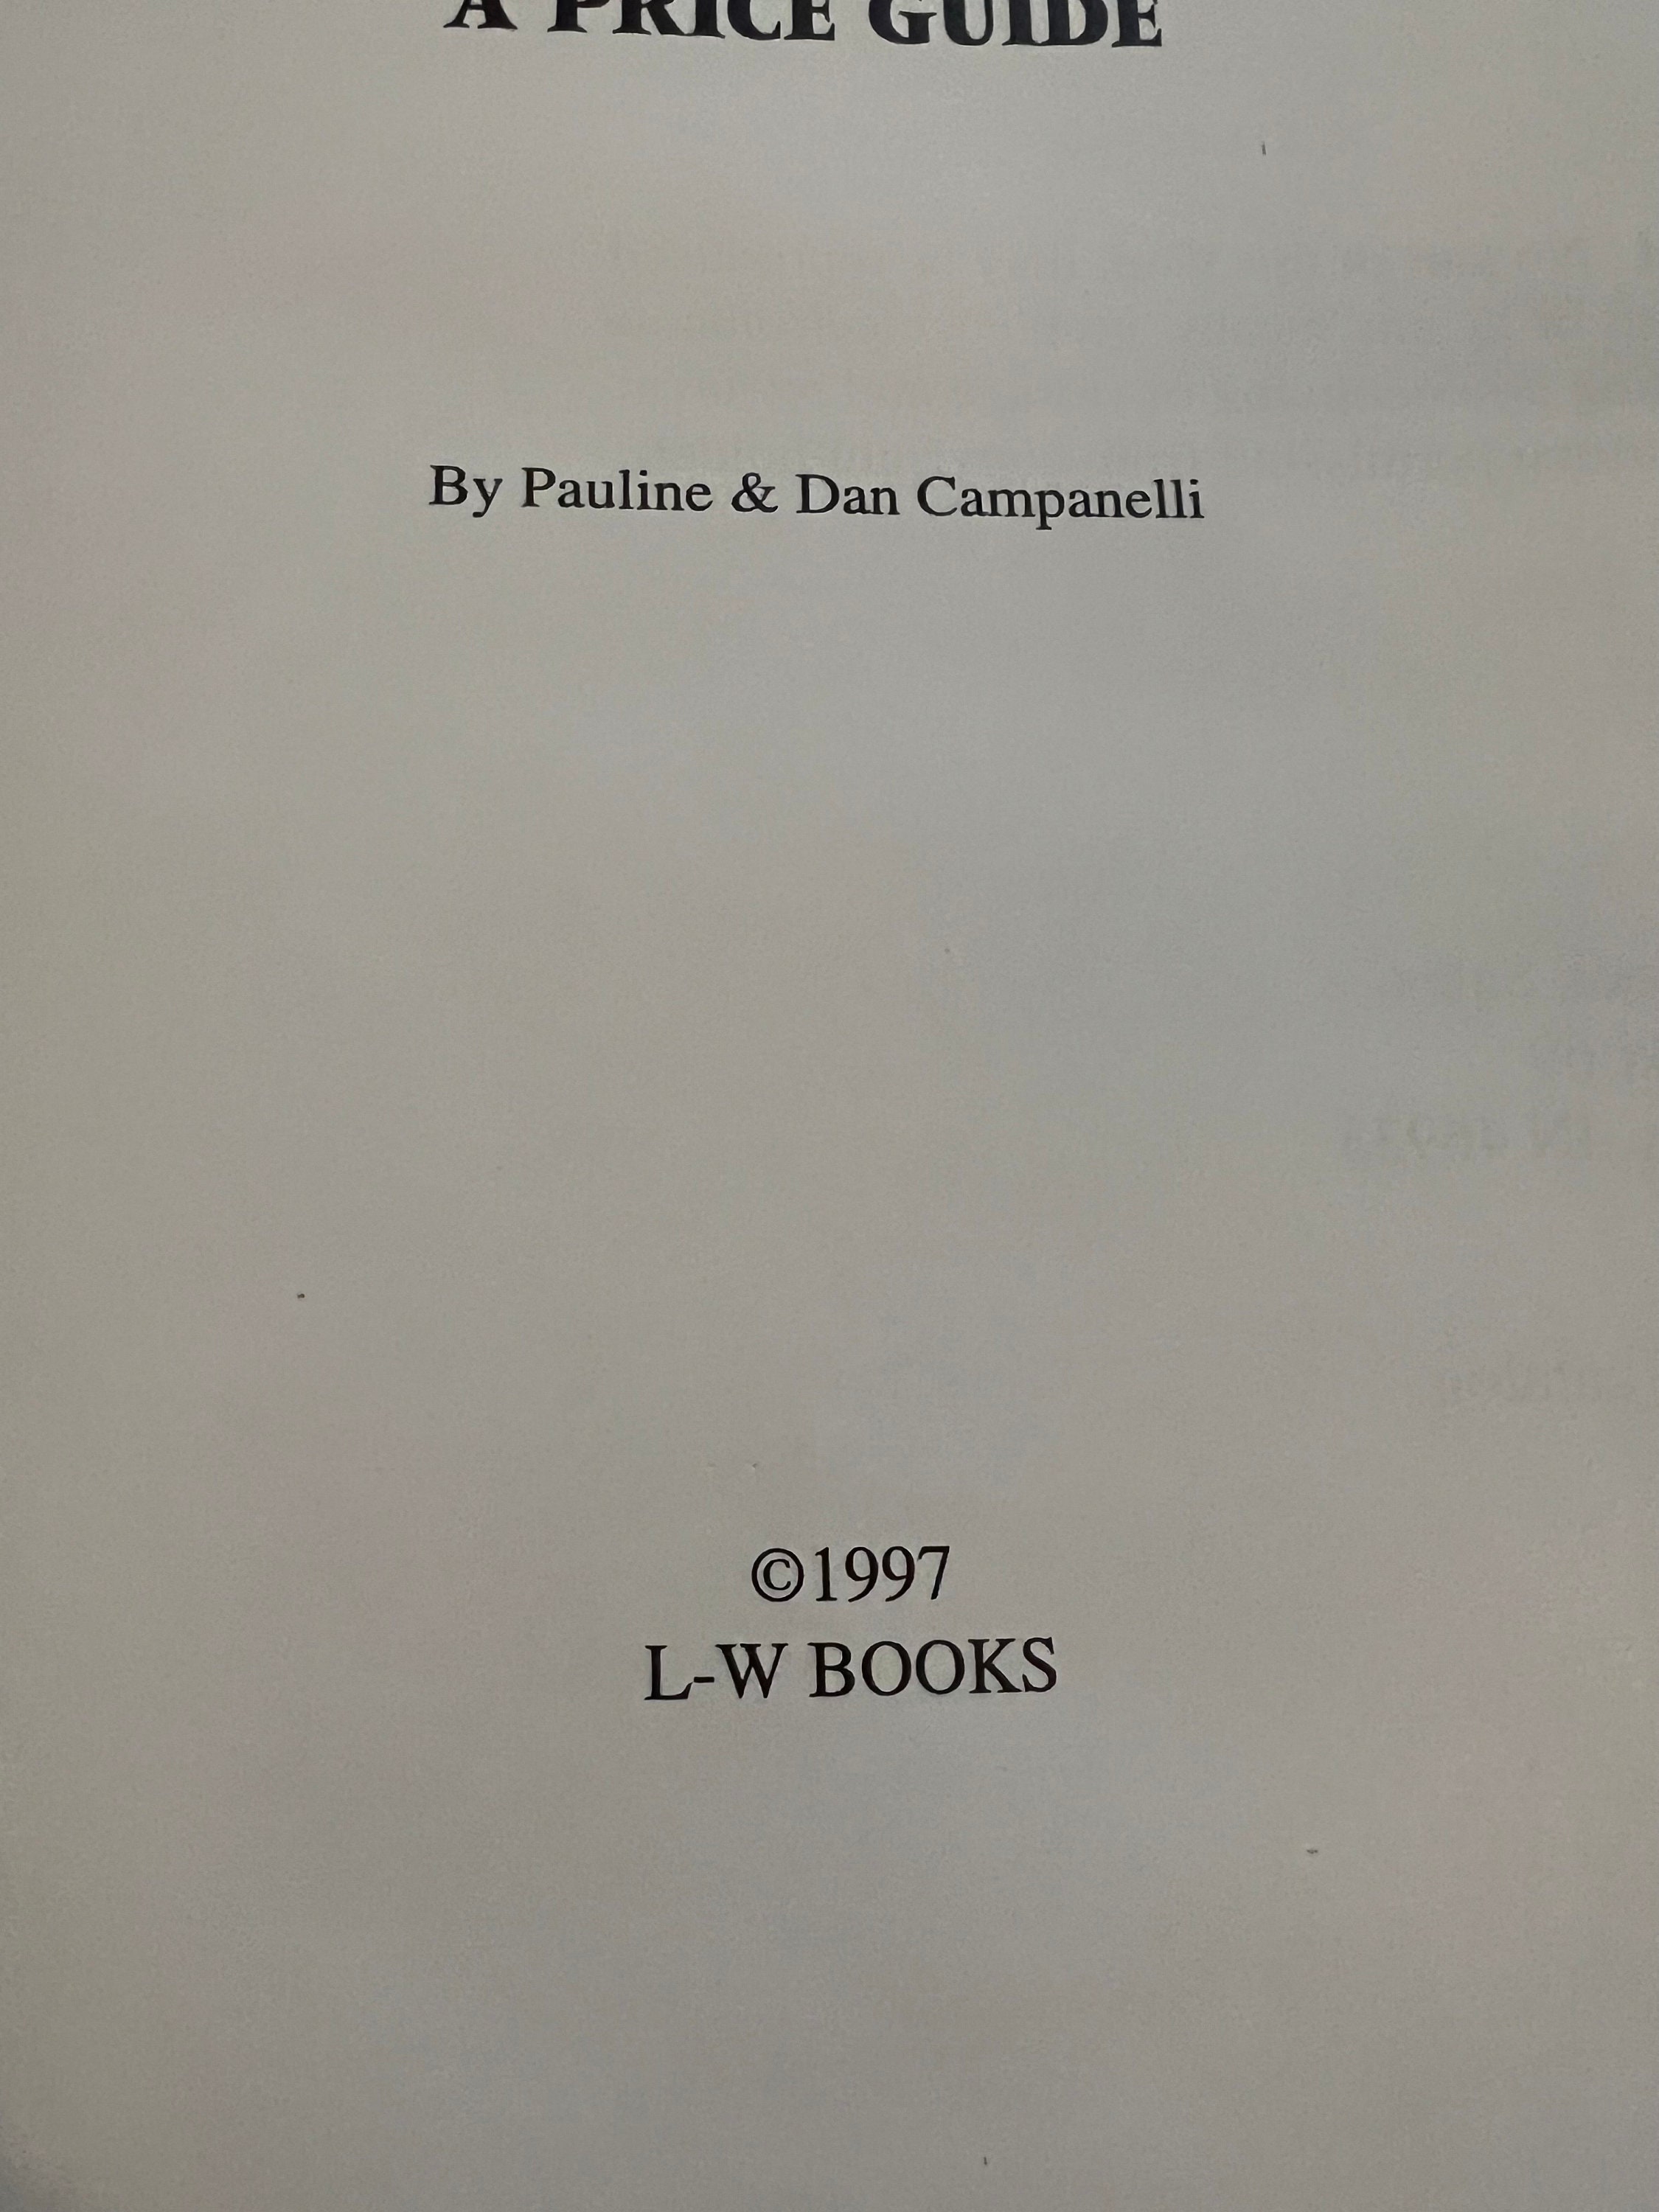 A PRICE GUIDE
By Pauline & Dan Campanelli
©1997
L-W BOOKS